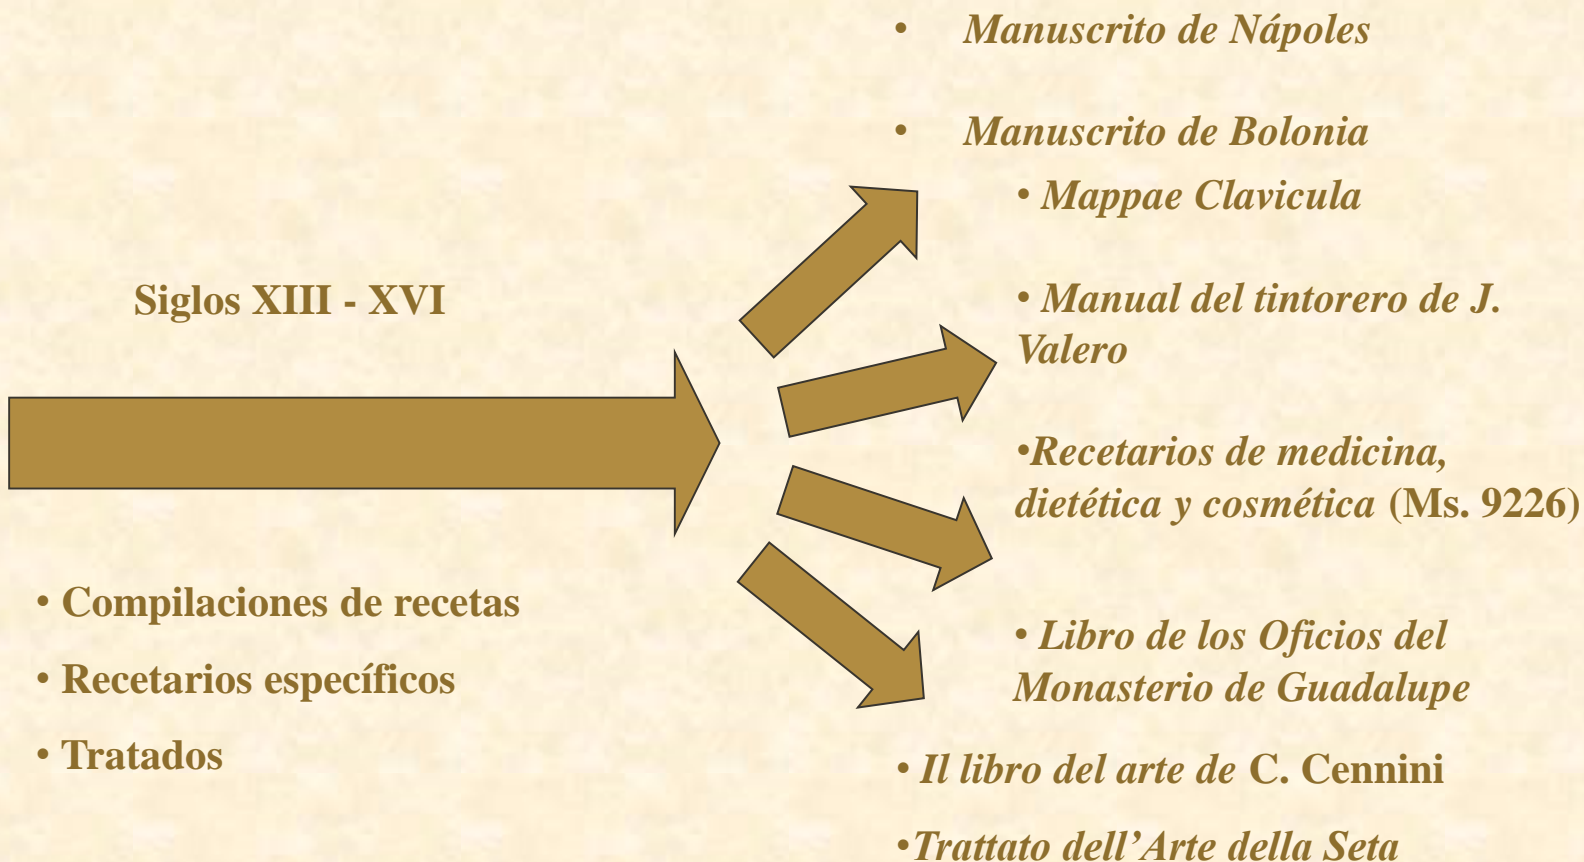 Siglos XIII - XVI
• Compilaciones de recetas
• Recetarios específicos
• Tratados
• Manuscrito de Nápoles
• Manuscrito de Bolonia
• Mappae Clavicula
• Manual del tintorero de J.
Valero
•Recetarios de medicina,
dietética y cosmética (Ms. 9226)
• Libro de los Oficios del
Monasterio de Guadalupe
• Il libro del arte de C. Cennini
•Trattato dell’Arte della Seta